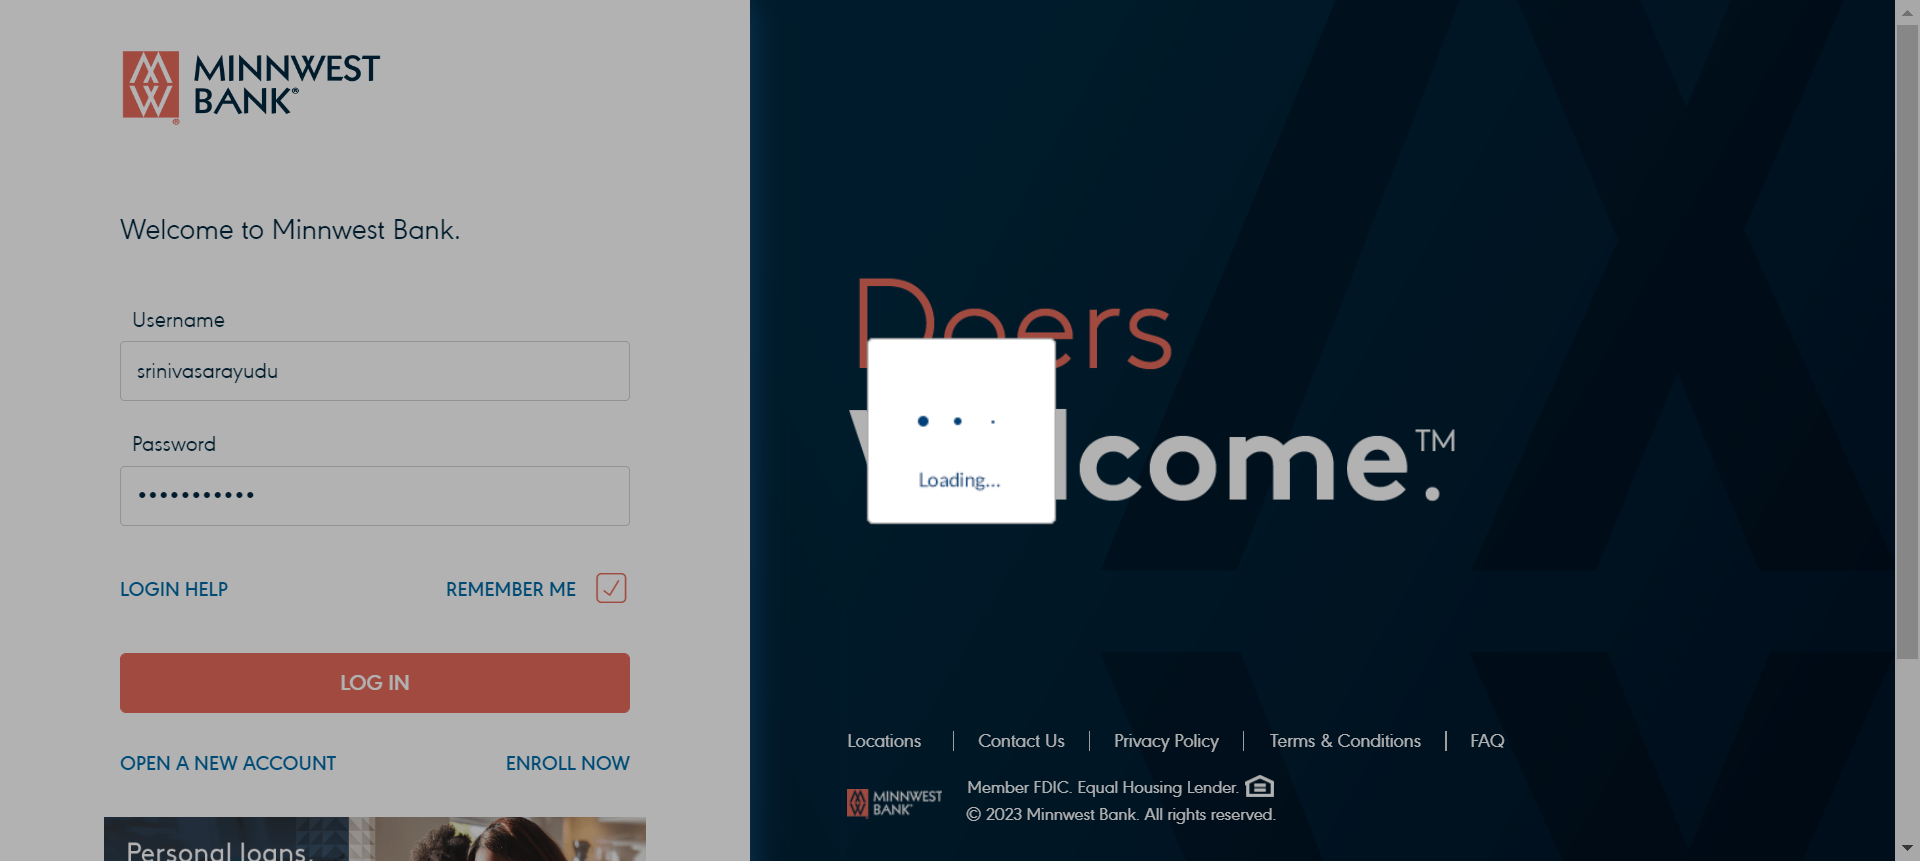 MINNWEST
BANK®
®
Welcome to Minnwest Bank.
Username
srinivasarayudu
Password
•••••••••••
LOGIN HELP
REMEMBER ME
LOG IN
OPEN A NEW ACCOUNT
ENROLL NOW
Personal loans.
Doers
lcome.™
Loading...
Locations | Contact Us | Privacy Policy | Terms & Conditions | FAQ
MINNWEST
BANK
Member FDIC. Equal Housing Lender.
© 2023 Minnwest Bank. All rights reserved.